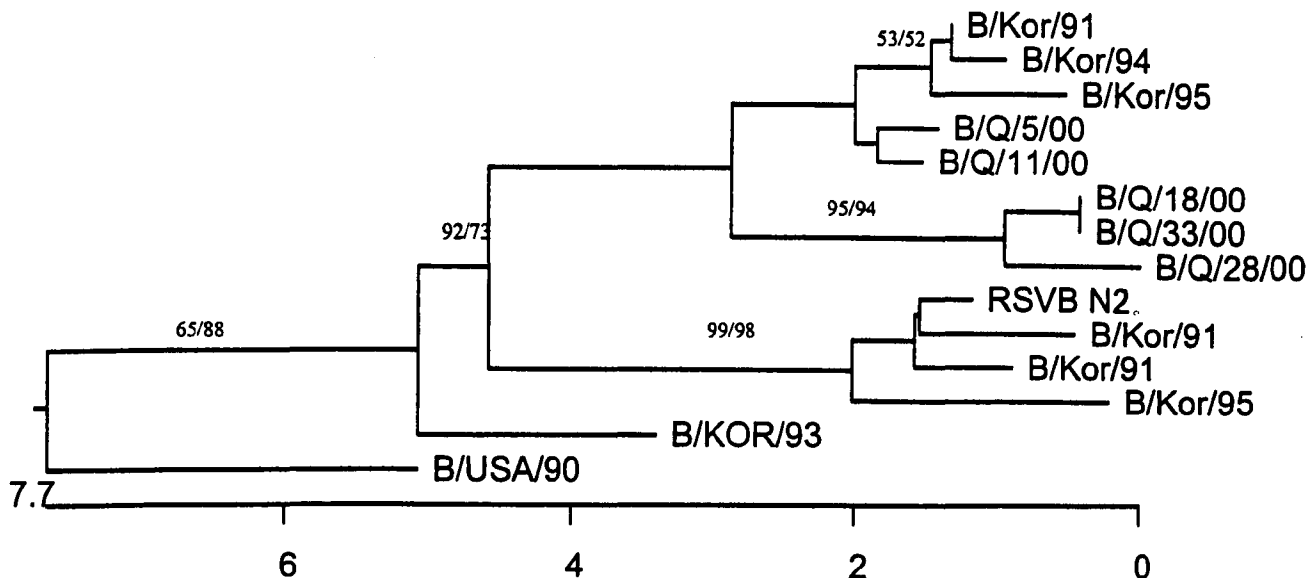 B/Kor/91
53/52
B/Kor/94
B/Kor/95
B/Q/5/00
B/Q/11/00
95/94
B/Q/18/00
B/Q/33/00
92/73
B/Q/28/00
RSVB N2
65/88
99/98
B/Kor/91
B/Kor/91
B/Kor/95
B/KOR/93
B/USA/90
7.7
6 4 2 0